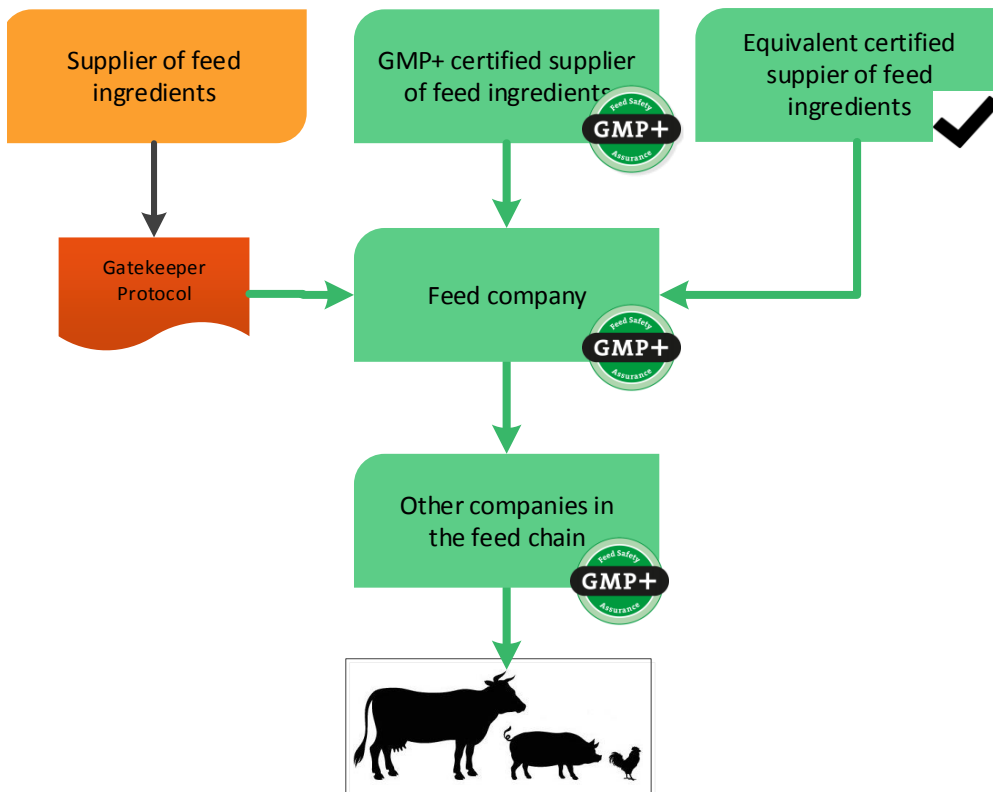 Supplier of feed
ingredients
GMP+ certified supplier
of feed ingredients
Feed Safety
GMP+
Assurance
Equivalent certified
suppier of feed
ingredients
Gatekeeper
Protocol
Feed company
Feed Safety
GMP+
Assurance
Other companies in
the feed chain
Feed Safety
GMP+
Assurance